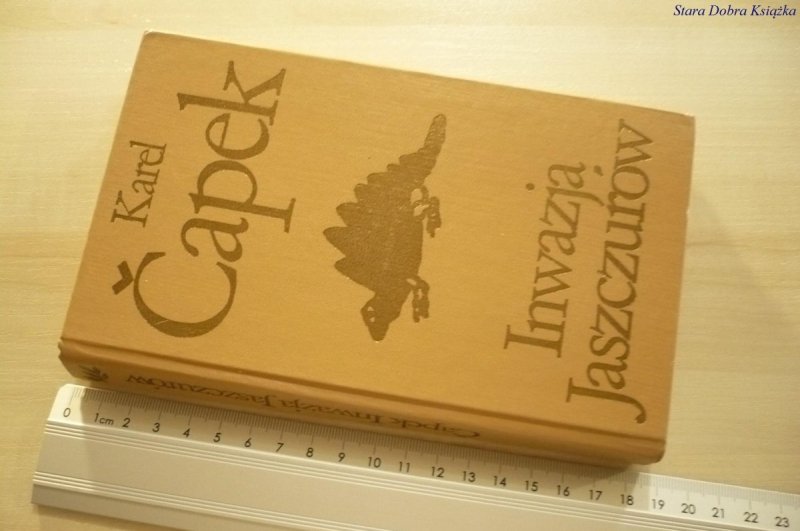 Stara Dobra Książka
Karel
Čapek
Inwazja
Jaszczurów
Čapek Inwazja Jaszczurów
0 1cm 2 3 4 5 6 7 8 9 10 11 12 13 14 15 16 17 18 19 20 21 22 23